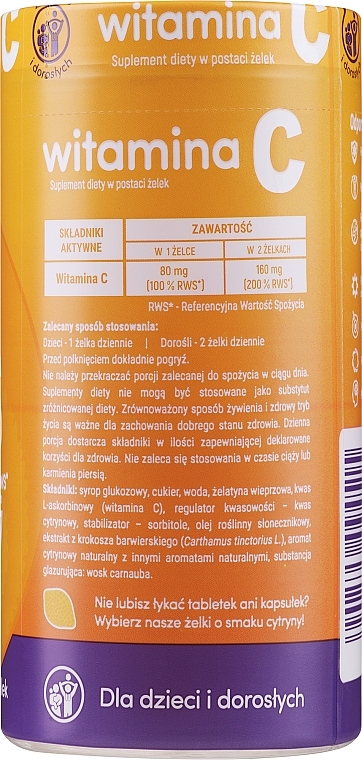 i dorosłych
witamina C
Suplement diety w postaci żelek
witamina C
Suplement diety w postaci żelek
SKŁADNIKI AKTYWNE
ZAWARTOŚĆ
W 1 ŻELCE
W 2 ŻELKACH
Witamina C
80 mg (100 % RWS*)
160 mg (200 % RWS*)
RWS* - Referencyjna Wartość Spożycia
Zalecany sposób stosowania:
Dzieci - 1 żelka dziennie | Dorośli - 2 żelki dziennie
Przed połknięciem dokładnie pogryź.
Nie należy przekraczać porcji zalecanej do spożycia w ciągu dnia.
Suplementy diety nie mogą być stosowane jako substytut
zróżnicowanej diety. Zrównoważony sposób żywienia i zdrowy tryb
życia są ważne dla zachowania dobrego stanu zdrowia. Dzienna
porcja dostarcza składniki w ilości zapewniającej deklarowane
korzyści dla zdrowia. Nie zaleca się stosowania w czasie ciąży lub
karmienia piersią.
Składniki: syrop glukozowy, cukier, woda, żelatyna wieprzowa, kwas
L-askorbinowy (witamina C), regulator kwasowości – kwas
cytrynowy, stabilizator – sorbitole, olej roślinny słonecznikowy,
ekstrakt z krokosza barwierskiego (Carthamus tinctorius L.), aromat
cytrynowy naturalny z innymi aromatami naturalnymi, substancja
glazurująca: wosk carnauba.
Nie lubisz łykać tabletek ani kapsułek?
Wybierz nasze żelki o smaku cytryny!
Dla dzieci i dorosłych